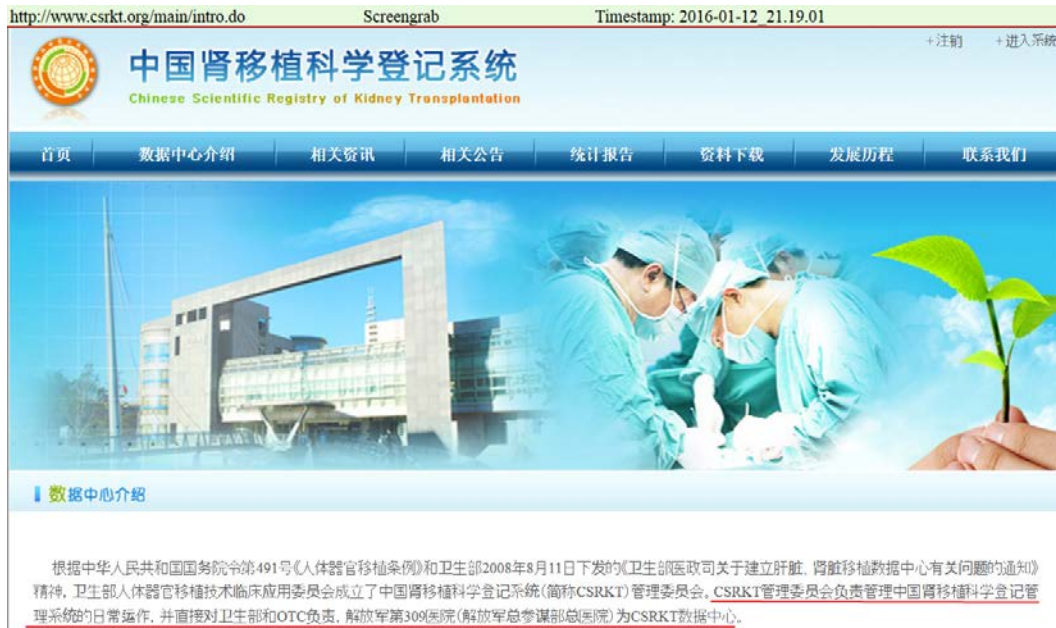 http://www.csrkt.org/main/intro.do Screengrab Timestamp: 2016-01-12_21.19.01
+注销 +进入系统
中国肾移植科学登记系统
Chinese Scientific Registry of Kidney Transplantation
首页 数据中心介绍 相关资讯 相关公告 统计报告 资料下载 发展历程 联系我们
数据中心介绍
根据中华人民共和国国务院令第491号《人体器官移植条例》和卫生部2008年8月11日下发的《卫生部医政司关于建立肝脏、肾脏移植数据中心有关问题的通知》
精神，卫生部人体器官移植技术临床应用委员会成立了中国肾移植科学登记系统(简称CSRKT)管理委员会。CSRKT管理委员会负责管理中国肾移植科学登记管
理系统的日常运作，并直接对卫生部和OTC负责，解放军第309医院(解放军总参谋部总医院)为CSRKT数据中心。